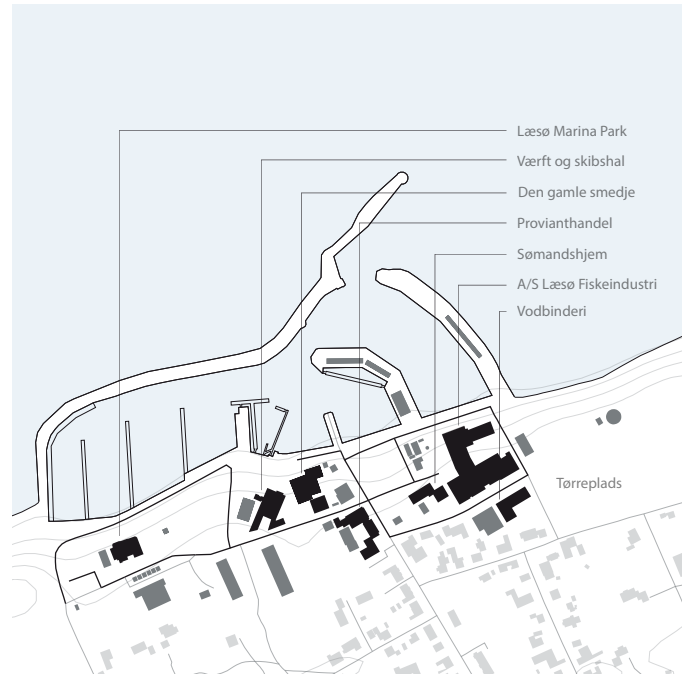 Læsø Marina Park
Værft og skibshal
Den gamle smedje
Provianthandel
Sømandshjem
A/S Læsø Fiskeindustri
Vodbinderi
Tørreplads